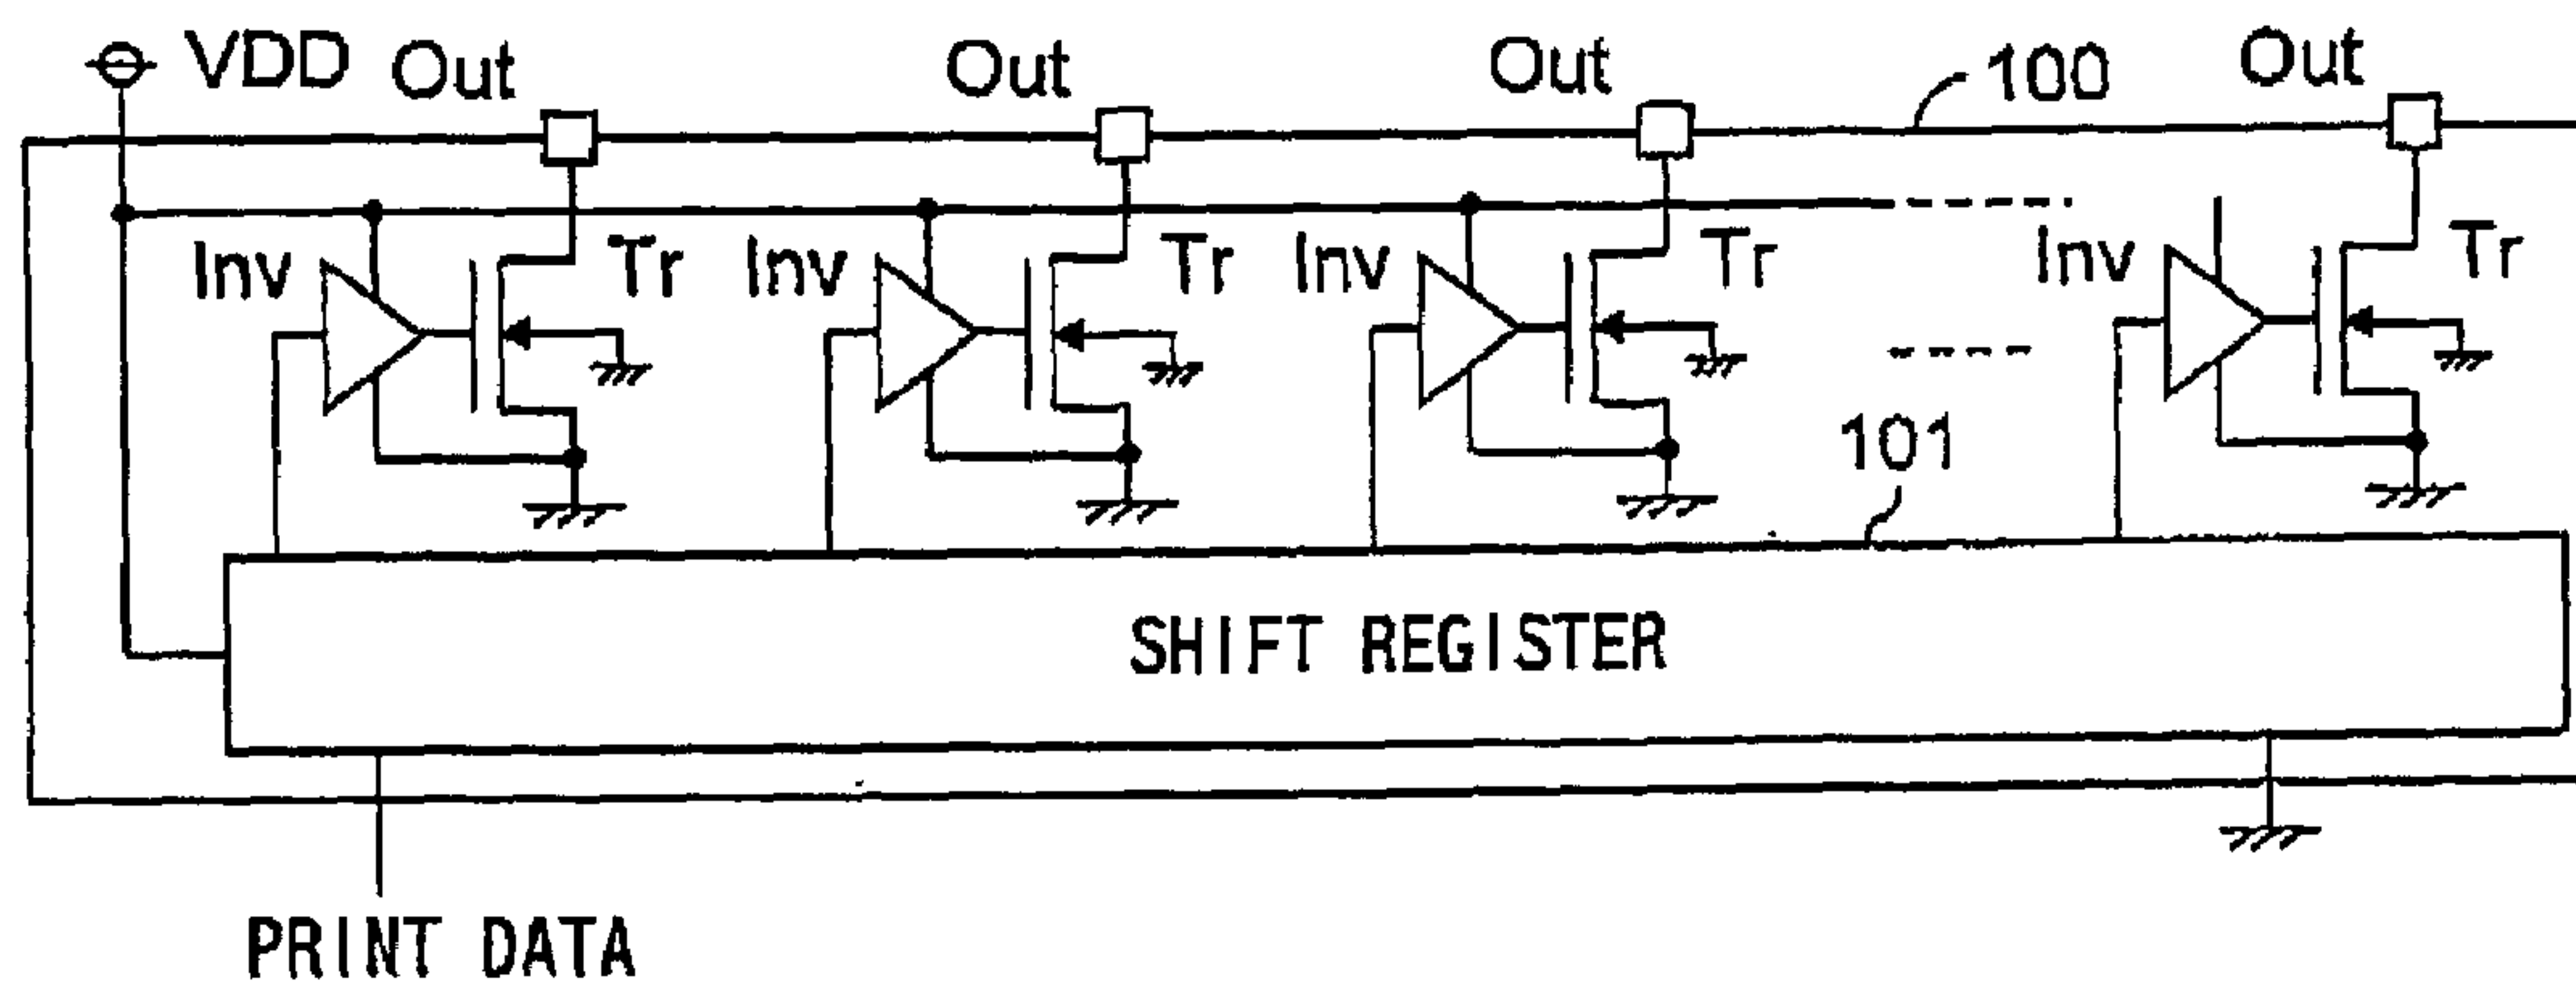 VDD Out Out Out 100 Out
Inv Tr Inv Tr Inv Tr Inv Tr
101
SHIFT REGISTER
PRINT DATA